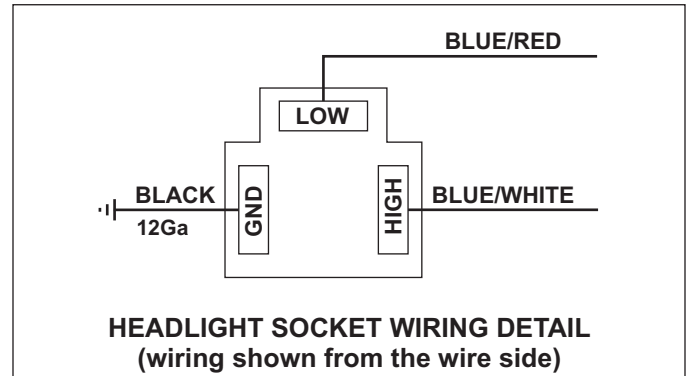 BLUE/RED
LOW
BLACK
12Ga
GND
HIGH
BLUE/WHITE
HEADLIGHT SOCKET WIRING DETAIL
(wiring shown from the wire side)